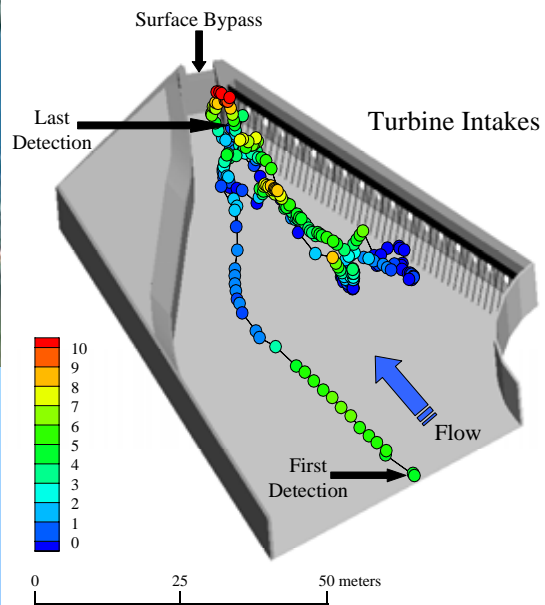 Surface Bypass
Last
Detection
Turbine Intakes
10
9
8
7
6
5
4
3
2
1
0
Flow
First
Detection
0 25 50 meters